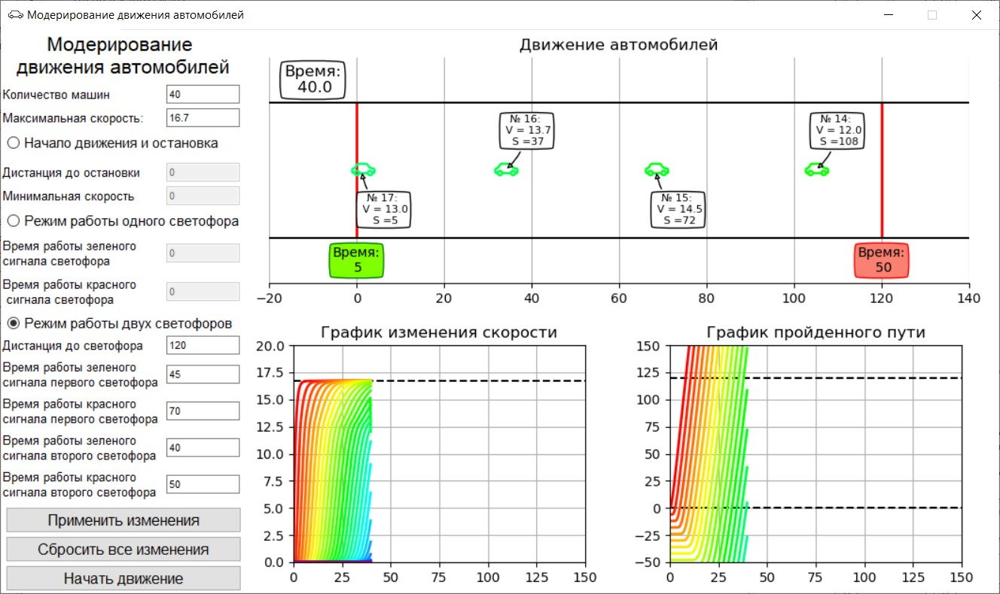 Модерирование движения автомобилей
Модерирование
движения автомобилей
Количество машин
40
Максимальная скорость:
16.7
Начало движения и остановка
Дистанция до остановки
0
Минимальная скорость
0
Режим работы одного светофора
Время работы зеленого
сигнала светофора
0
Время работы красного
сигнала светофора
0
Режим работы двух светофоров
Дистанция до светофора
120
Время работы зеленого
сигнала первого светофора
45
Время работы красного
сигнала первого светофора
70
Время работы зеленого
сигнала второго светофора
40
Время работы красного
сигнала второго светофора
50
Применить изменения
Сбросить все изменения
Начать движение
Движение автомобилей
Время:
40.0
№ 16:
V = 13.7
S =37
№ 14:
V = 12.0
S =108
№ 17:
V = 13.0
S =5
№ 15:
V = 14.5
S =72
Время:
5
Время:
50
−20 0 20 40 60 80 100 120 140
График изменения скорости
20.0
17.5
15.0
12.5
10.0
7.5
5.0
2.5
0.0
0 25 50 75 100 125 150
График пройденного пути
150
125
100
75
50
25
0
−25
−50
0 25 50 75 100 125 150